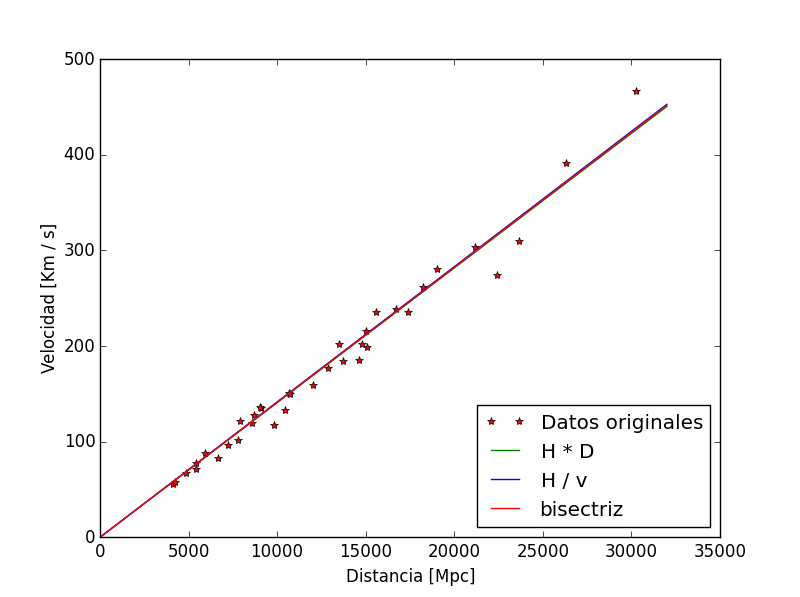 500
400
300
200
100
0
Velocidad [Km / s]
0 5000 10000 15000 20000 25000 30000 35000
Distancia [Mpc]
Datos originales
H * D
H / v
bisectriz